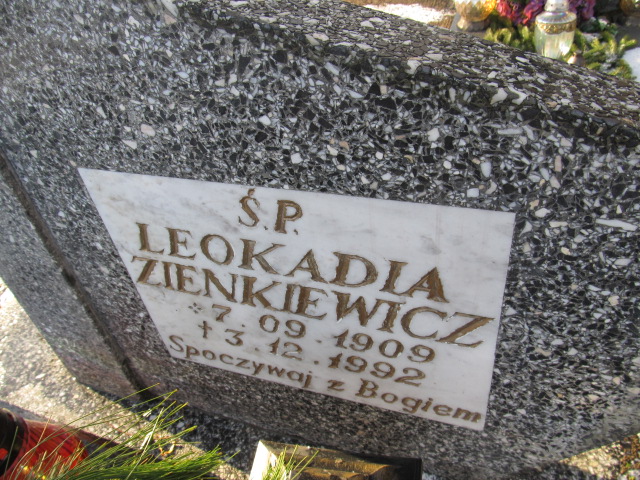 Ś.P.
LEOKADIA
ZIENKIEWICZ
* 7.09.1909
† 3.12.1992
Spoczywaj z Bogiem